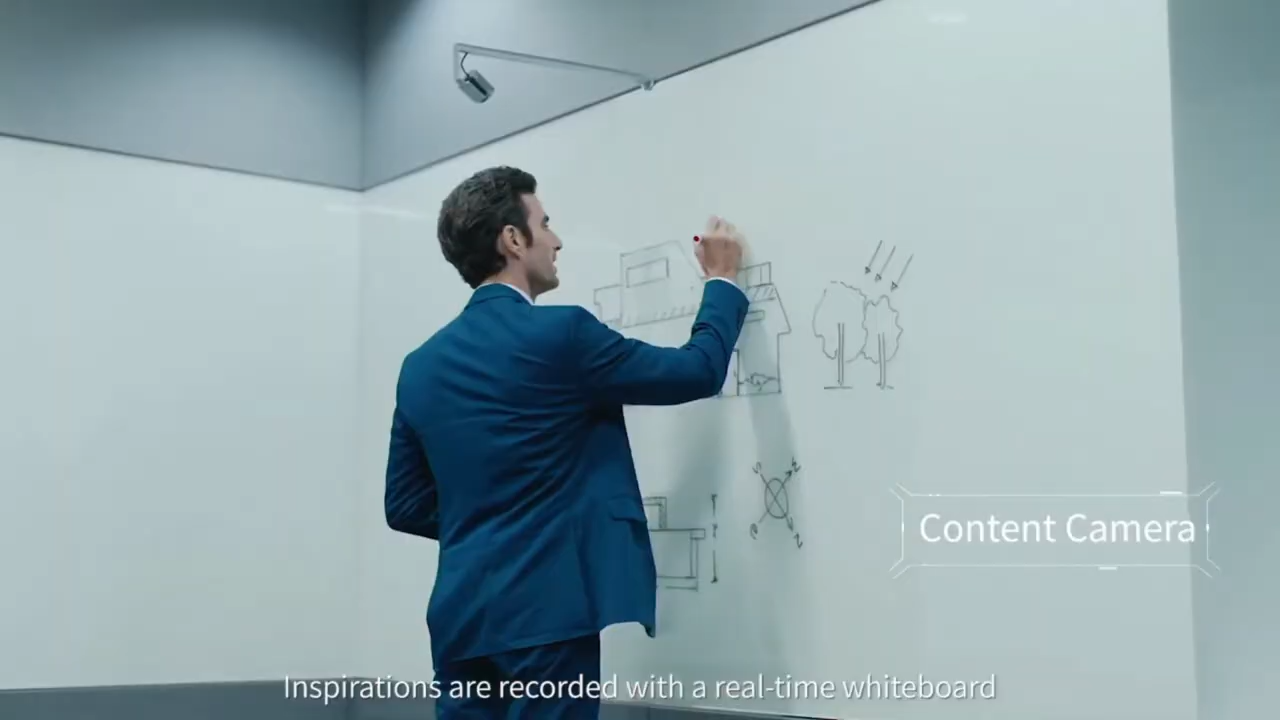 Content Camera
Inspirations are recorded with a real-time whiteboard